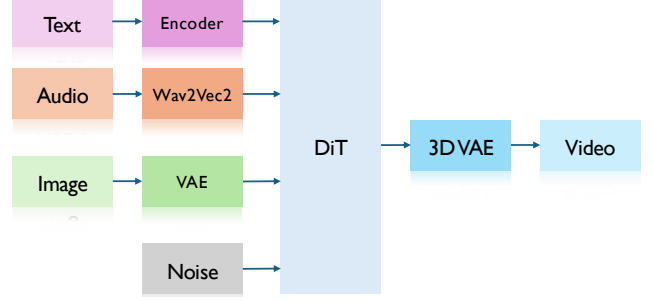 Text
Encoder
Audio
Wav2Vec2
Image
VAE
Noise
DiT
3D VAE
Video